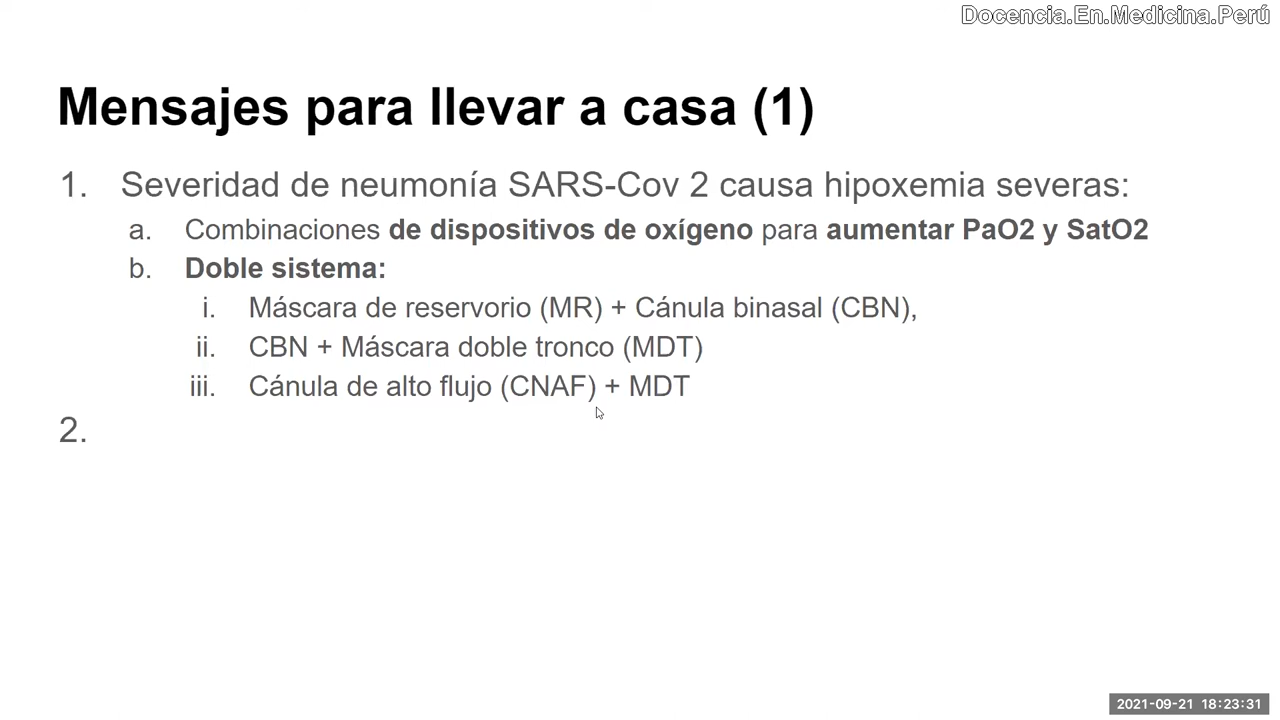 Docencia.En.Medicina.Perú
Mensajes para llevar a casa (1)
1. Severidad de neumonía SARS-Cov 2 causa hipoxemia severas:
a. Combinaciones de dispositivos de oxígeno para aumentar PaO2 y SatO2
b. Doble sistema:
i. Máscara de reservorio (MR) + Cánula binasal (CBN),
ii. CBN + Máscara doble tronco (MDT)
iii. Cánula de alto flujo (CNAF) + MDT
2.
2021-09-21 18:23:31